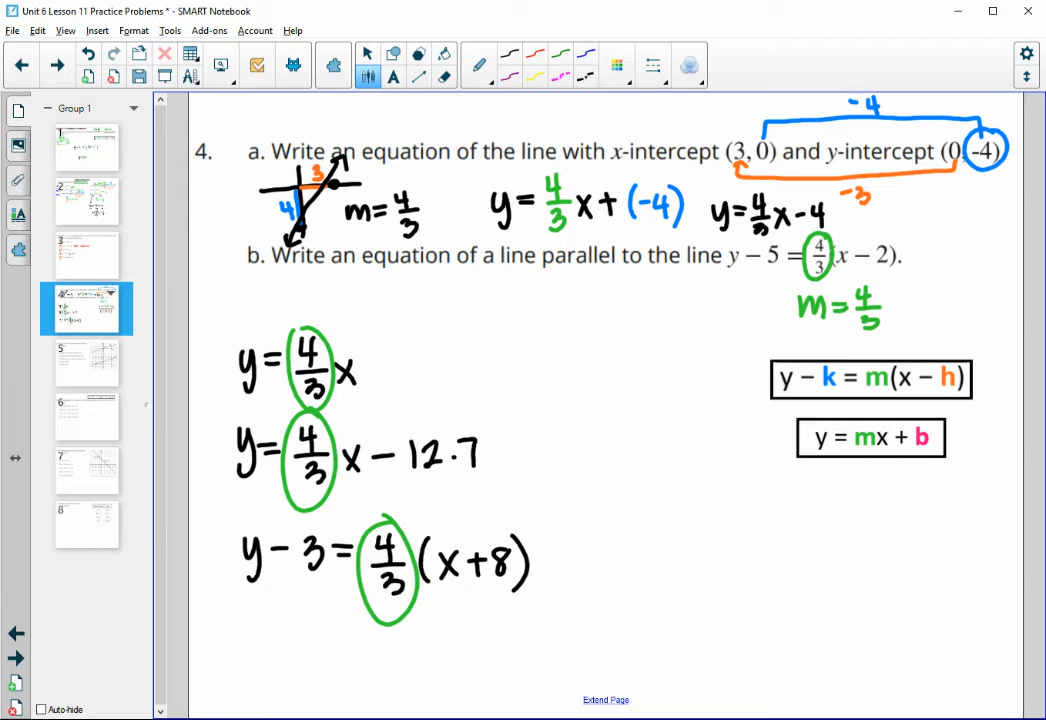 Unit 6 Lesson 11 Practice Problems * - SMART Notebook
File Edit View Insert Format Tools Add-ons Account Help
Group 1
-4
4. a. Write an equation of the line with x-intercept (3, 0) and y-intercept (0, -4)
3
-3
4
m = 4/3
y = 4/3 x + (-4)
y = 4/3 x - 4
b. Write an equation of a line parallel to the line y − 5 = 4/3 (x − 2).
m = 4/3
y = 4/3 x
y − k = m(x − h)
y = 4/3 x − 12.7
y = mx + b
y − 3 = 4/3 (x + 8)
5
6
7
8
Extend Page
Auto-hide